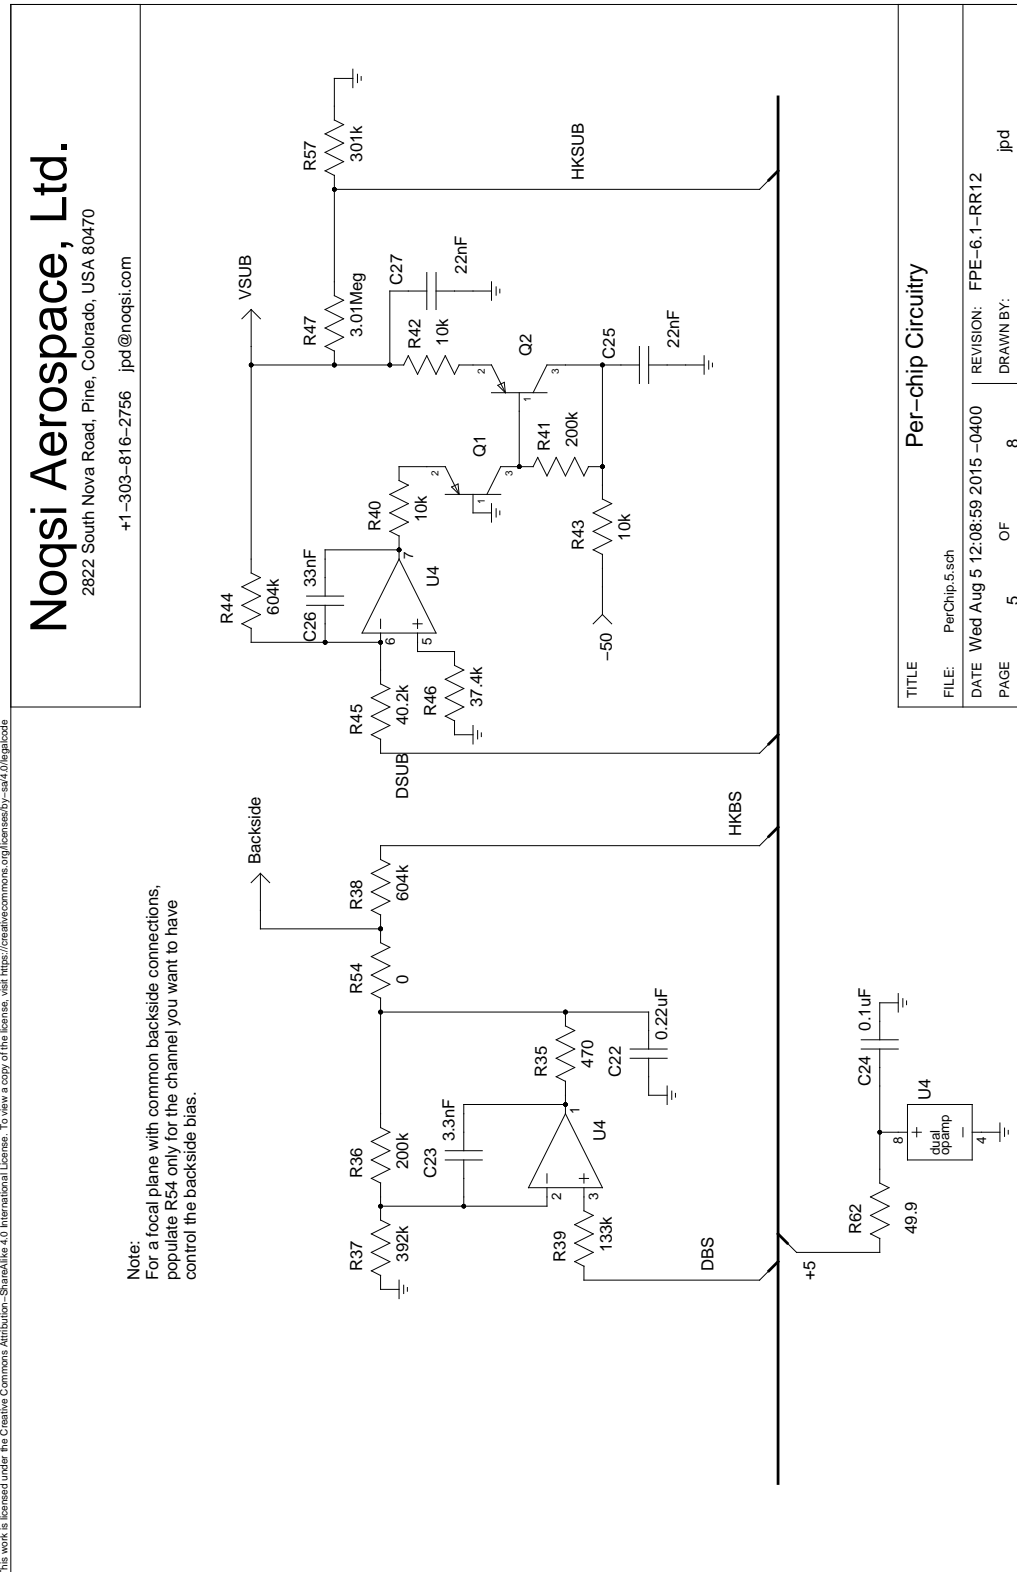 This work is licensed under the Creative Commons Attribution−ShareAlike 4.0 International License. To view a copy of the license, visit https://creativecommons.org/licenses/by−sa/4.0/legalcode
Noqsi Aerospace, Ltd.
2822 South Nova Road, Pine, Colorado, USA 80470
+1−303−816−2756 jpd@noqsi.com
Note:
For a focal plane with common backside connections,
populate R54 only for the channel you want to have
control the backside bias.
Backside
R37
392k
R36
200k
R54
0
R38
604k
C23
3.3nF
2
3
1
U4
R35
470
C22
0.22uF
R39
133k
DBS
HKBS
+5
R62
49.9
C24
0.1uF
U4
8
+
dual
opamp
−
4
VSUB
R44
604k
C26
33nF
R45
40.2k
R46
37.4k
DSUB
6
5
7
U4
R40
10k
Q1
2
1
3
R41
200k
R43
10k
−50
R42
10k
Q2
2
1
3
C25
22nF
C27
22nF
R47
3.01Meg
R57
301k
HKSUB
TITLE
Per−chip Circuitry
FILE: PerChip.5.sch
REVISION: FPE−6.1−RR12
DATE Wed Aug 5 12:08:59 2015 −0400
PAGE 5 OF 8
DRAWN BY: jpd